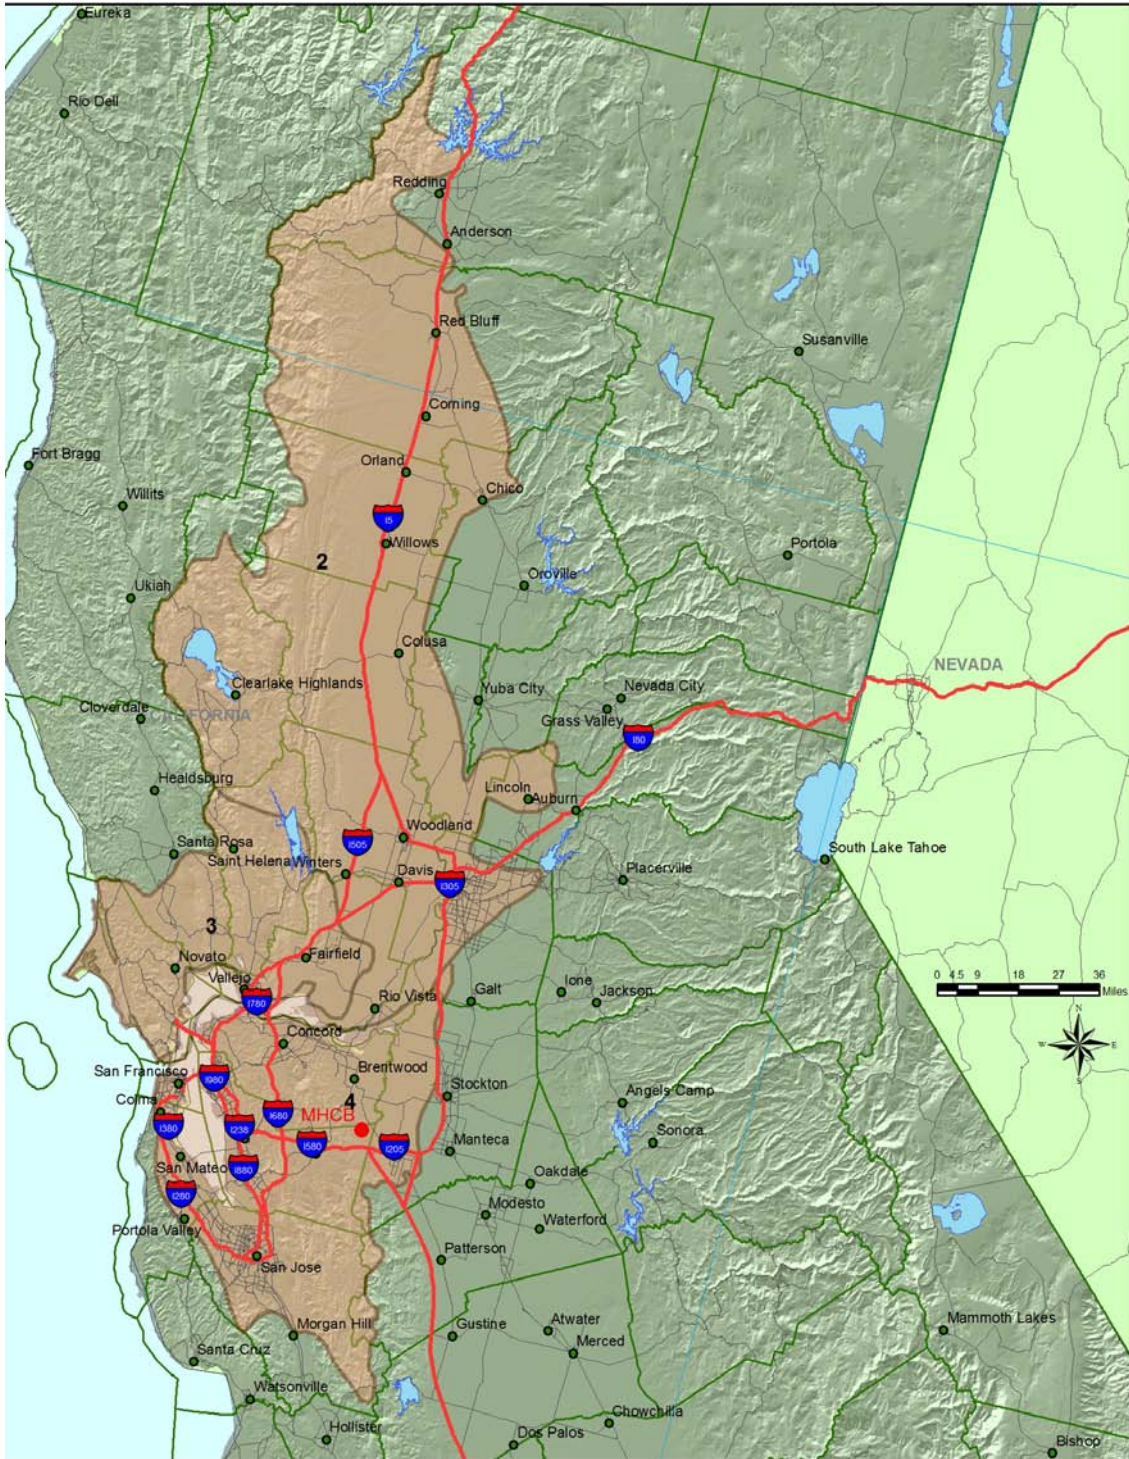 Eureka
Rio Dell
Redding
Anderson
Red Bluff
Susanville
Corning
Fort Bragg
Orland
Willits
Chico
I5
Willows
2
Portola
Oroville
Ukiah
Colusa
NEVADA
Clearlake Highlands
Yuba City
Nevada City
Cloverdale
CALIFORNIA
Grass Valley
I80
Healdsburg
Lincoln
Auburn
Woodland
Santa Rosa
I505
Saint Helena
Winters
South Lake Tahoe
Davis
I305
Placerville
3
Novato
Fairfield
Vallejo
Ione
0 4.5 9 18 27 36
Miles
I780
Rio Vista
Galt
Jackson
N
Concord
W E
S
San Francisco
I980
Brentwood
Stockton
Colma
4
Angels Camp
I680
MHCB
I380
I238
Sonora
I580
I205
Manteca
San Mateo
I880
Oakdale
I280
Modesto
Portola Valley
Waterford
Patterson
San Jose
Morgan Hill
Gustine
Atwater
Mammoth Lakes
Merced
Santa Cruz
Watsonville
Chowchilla
Hollister
Dos Palos
Bishop